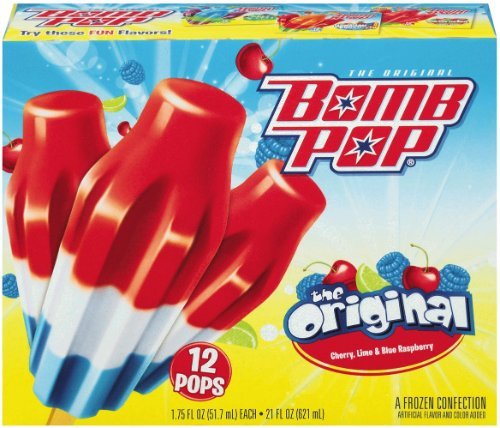 Try these FUN Flavors!
THE ORIGINAL
BOMB
POP®
the
original
Cherry, Lime & Blue Raspberry
12
POPS
1.75 FL OZ (51.7 mL) EACH • 21 FL OZ (621 mL)
A FROZEN CONFECTION
ARTIFICIAL FLAVOR AND COLOR ADDED